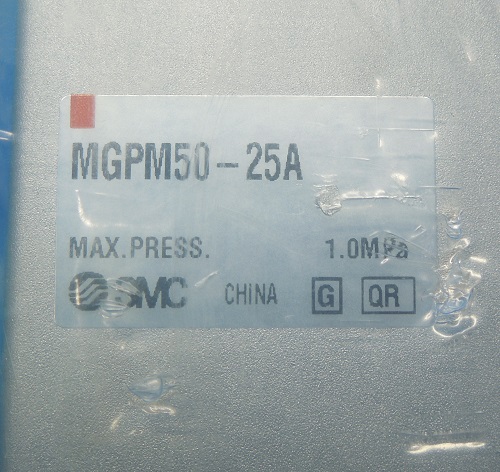 MGPM50-25A
MAX.PRESS. 1.0MPa
SMC CHINA G QR